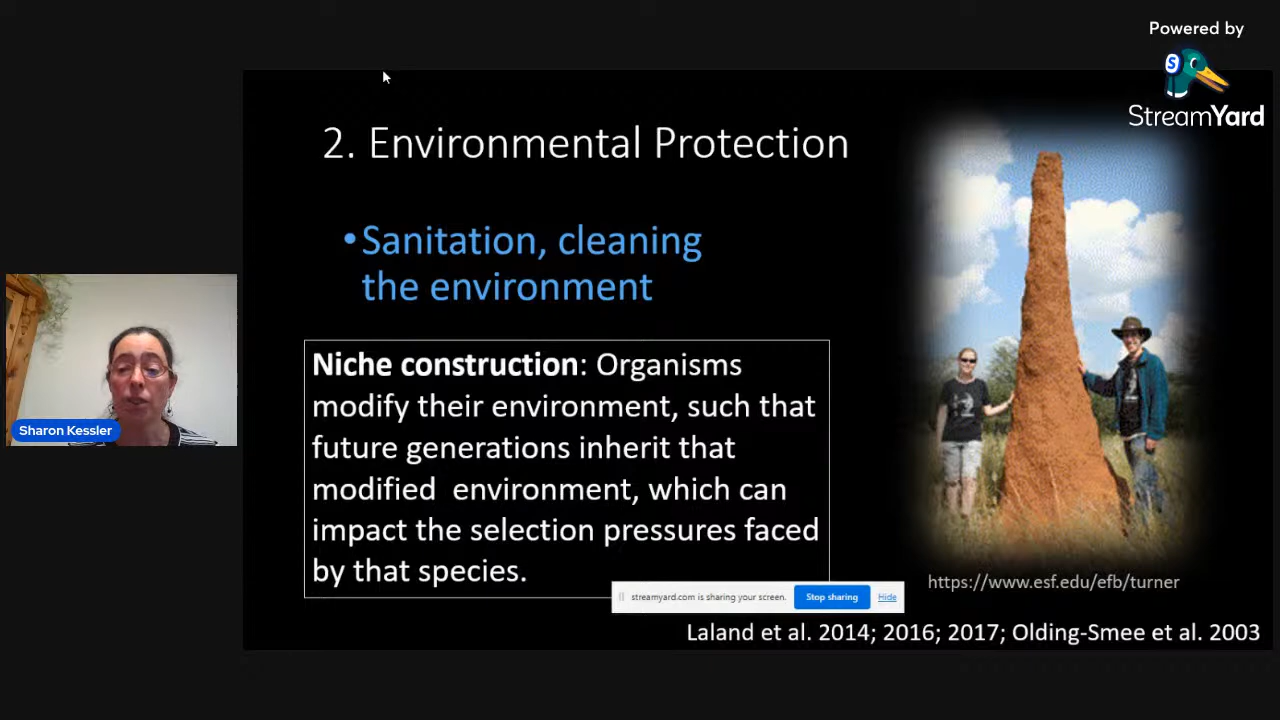 Powered by
StreamYard
2. Environmental Protection
•Sanitation, cleaning
the environment
Niche construction: Organisms
modify their environment, such that
future generations inherit that
modified environment, which can
impact the selection pressures faced
by that species.
Sharon Kessler
streamyard.com is sharing your screen.
Stop sharing
Hide
https://www.esf.edu/efb/turner
Laland et al. 2014; 2016; 2017; Olding-Smee et al. 2003